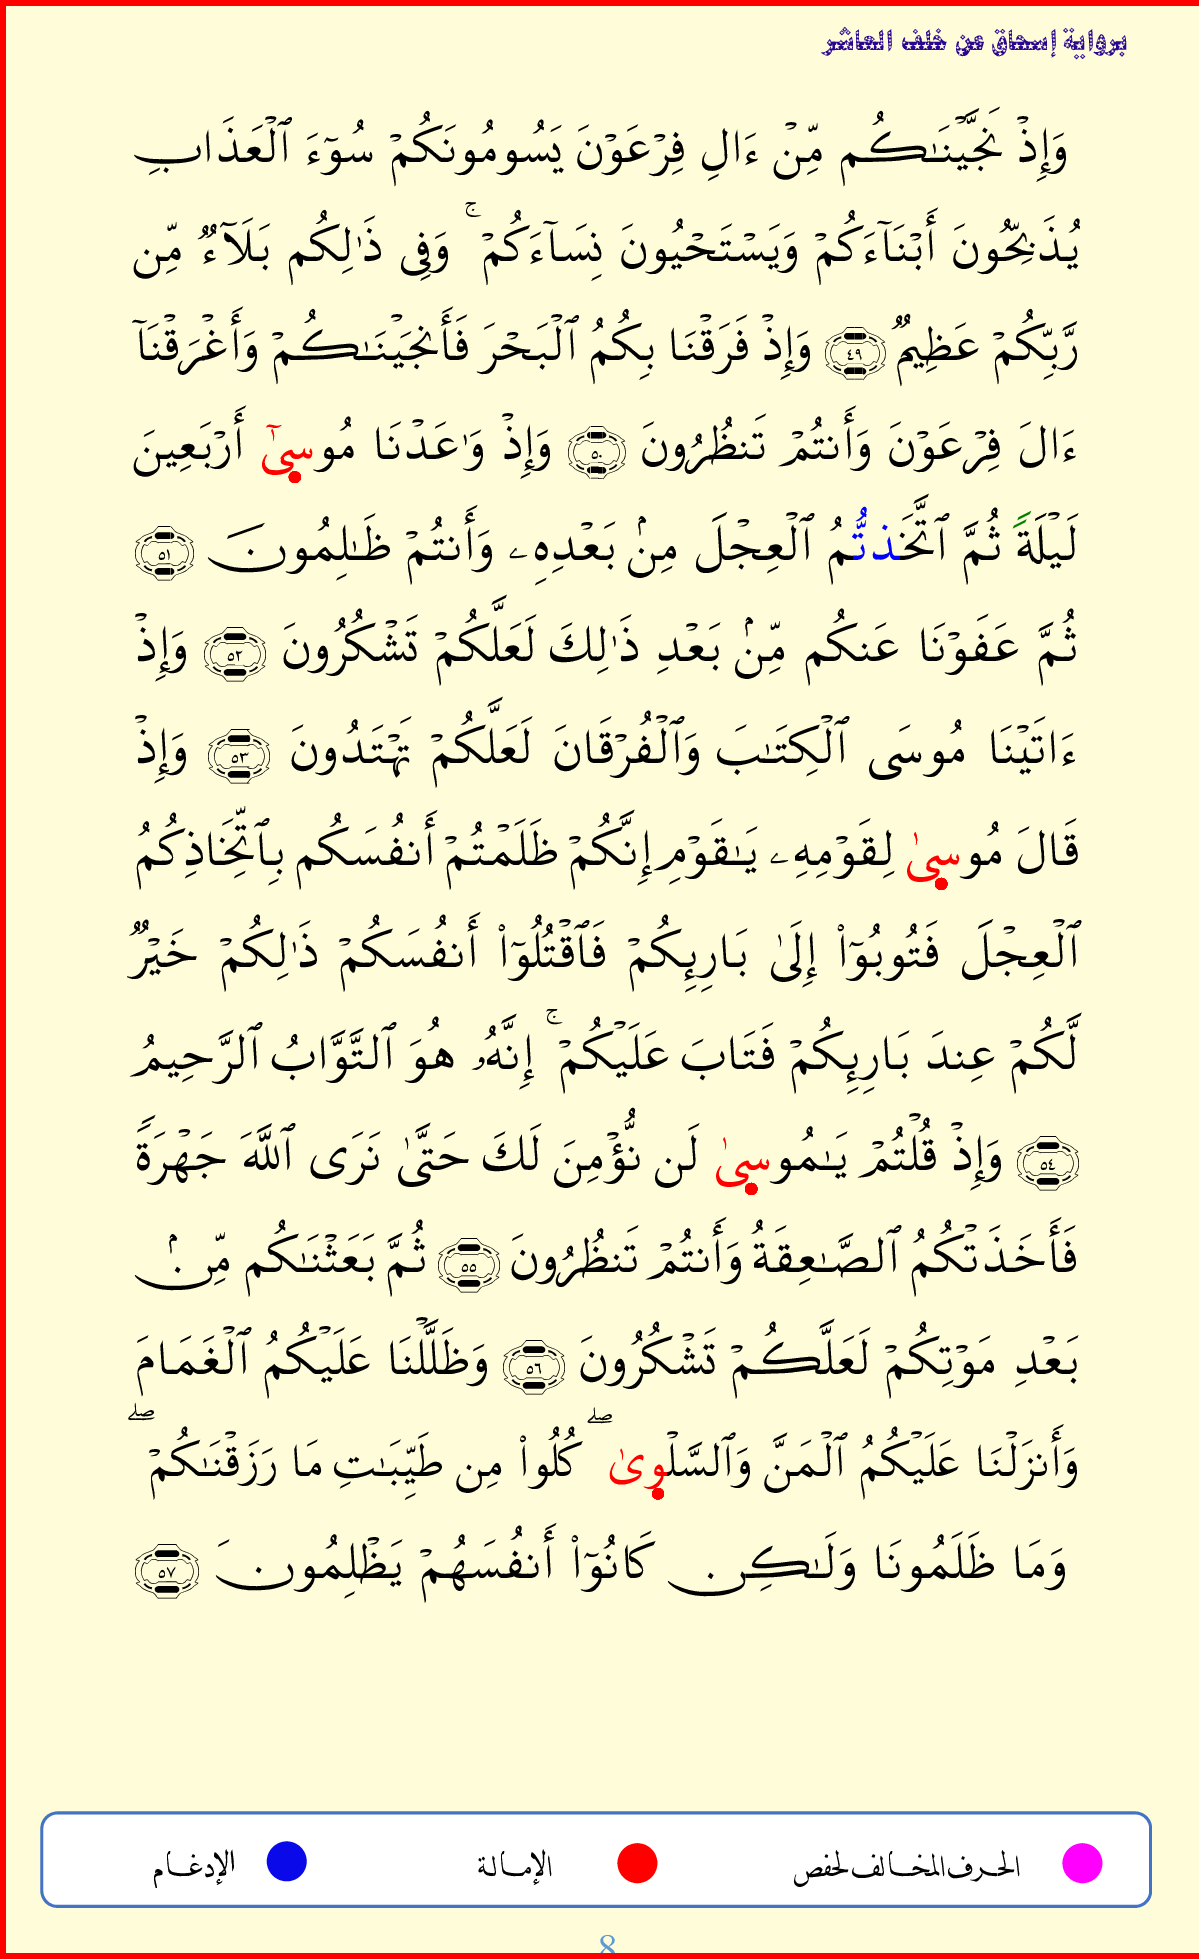 برواية إسحاق عن خلف العاشر
وَإِذۡ نَجَّيۡنَٰكُم مِّنۡ ءَالِ فِرۡعَوۡنَ يَسُومُونَكُمۡ سُوٓءَ ٱلۡعَذَابِ
يُذَبِّحُونَ أَبۡنَآءَكُمۡ وَيَسۡتَحۡيُونَ نِسَآءَكُمۡۚ وَفِى ذَٰلِكُم بَلَآءٌ مِّن
رَّبِّكُمۡ عَظِيمٌ ٤٩ وَإِذۡ فَرَقۡنَا بِكُمُ ٱلۡبَحۡرَ فَأَنجَيۡنَٰكُمۡ وَأَغۡرَقۡنَآ
ءَالَ فِرۡعَوۡنَ وَأَنتُمۡ تَنظُرُونَ ٥٠ وَإِذۡ وَٰعَدۡنَا مُوسىٰٓ أَرۡبَعِينَ
لَيۡلَةً ثُمَّ ٱتَّخَذتُّمُ ٱلۡعِجۡلَ مِنۢ بَعۡدِهِۦ وَأَنتُمۡ ظَٰلِمُونَ ٥١
ثُمَّ عَفَوۡنَا عَنكُم مِّنۢ بَعۡدِ ذَٰلِكَ لَعَلَّكُمۡ تَشۡكُرُونَ ٥٢ وَإِذۡ
ءَاتَيۡنَا مُوسَى ٱلۡكِتَٰبَ وَٱلۡفُرۡقَانَ لَعَلَّكُمۡ تَهۡتَدُونَ ٥٣ وَإِذۡ
قَالَ مُوسىٰ لِقَوۡمِهِۦ يَٰقَوۡمِ إِنَّكُمۡ ظَلَمۡتُمۡ أَنفُسَكُم بِٱتِّخَاذِكُمُ
ٱلۡعِجۡلَ فَتُوبُوٓاْ إِلَىٰ بَارِئِكُمۡ فَٱقۡتُلُوٓاْ أَنفُسَكُمۡ ذَٰلِكُمۡ خَيۡرٌ
لَّكُمۡ عِندَ بَارِئِكُمۡ فَتَابَ عَلَيۡكُمۡۚ إِنَّهُۥ هُوَ ٱلتَّوَّابُ ٱلرَّحِيمُ
٥٤ وَإِذۡ قُلۡتُمۡ يَٰمُوسىٰ لَن نُّؤۡمِنَ لَكَ حَتَّىٰ نَرَى ٱللَّهَ جَهۡرَةً
فَأَخَذَتۡكُمُ ٱلصَّٰعِقَةُ وَأَنتُمۡ تَنظُرُونَ ٥٥ ثُمَّ بَعَثۡنَٰكُم مِّنۢ
بَعۡدِ مَوۡتِكُمۡ لَعَلَّكُمۡ تَشۡكُرُونَ ٥٦ وَظَلَّلۡنَا عَلَيۡكُمُ ٱلۡغَمَامَ
وَأَنزَلۡنَا عَلَيۡكُمُ ٱلۡمَنَّ وَٱلسَّلۡوىٰۖ كُلُواْ مِن طَيِّبَٰتِ مَا رَزَقۡنَٰكُمۡۖ
وَمَا ظَلَمُونَا وَلَٰكِن كَانُوٓاْ أَنفُسَهُمۡ يَظۡلِمُونَ ٥٧
الحرف المخالف لحفص الإمالة الإدغام
8